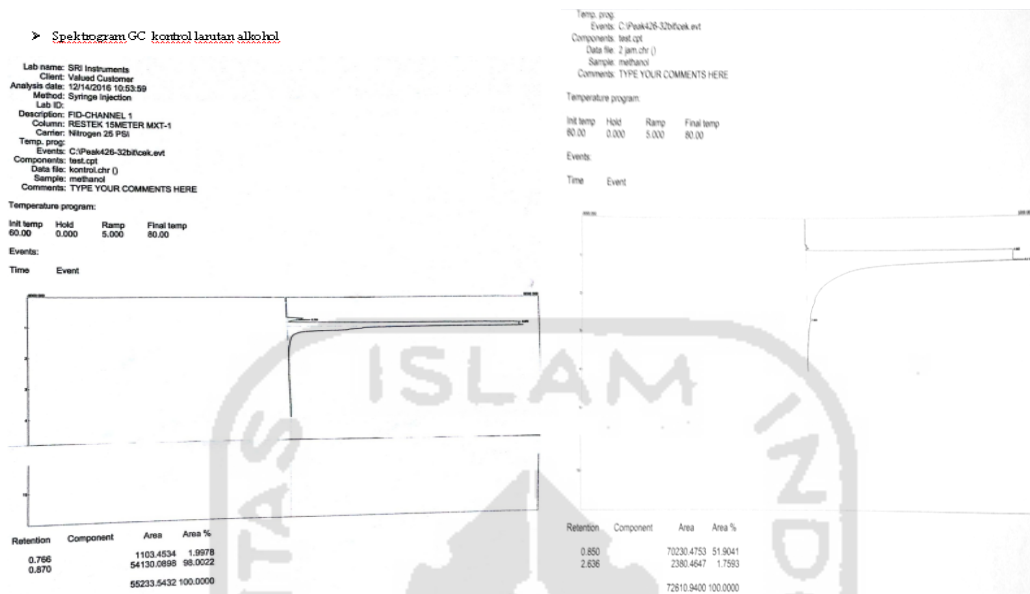 ➤ Spektrogram GC kontrol larutan alkohol
Lab name: SRI Instruments
Client: Valued Customer
Analysis date: 12/14/2016 10:53:59
Method: Syringe Injection
Lab ID:
Description: FID-CHANNEL 1
Column: RESTEK 15METER MXT-1
Carrier: Nitrogen 25 PSI
Temp. prog:
Events: C:\Peak426-32bit\cek.evt
Components: test.cpt
Data file: kontrol.chr ()
Sample: methanol
Comments: TYPE YOUR COMMENTS HERE
Temperature program:
Init temp Hold Ramp Final temp
60.00 0.000 5.000 80.00
Events:
Time Event
Retention Component Area Area %
0.766 1103.4534 1.9978
0.870 54130.0898 98.0022
55233.5432 100.0000
Temp. prog:
Events: C:\Peak426-32bit\cek.evt
Components: test.cpt
Data file: 2 jam.chr ()
Sample: methanol
Comments: TYPE YOUR COMMENTS HERE
Temperature program:
Init temp Hold Ramp Final temp
60.00 0.000 5.000 80.00
Events:
Time Event
Retention Component Area Area %
0.850 70230.4753 51.9041
2.636 2380.4647 1.7593
72610.9400 100.0000
ISLAM